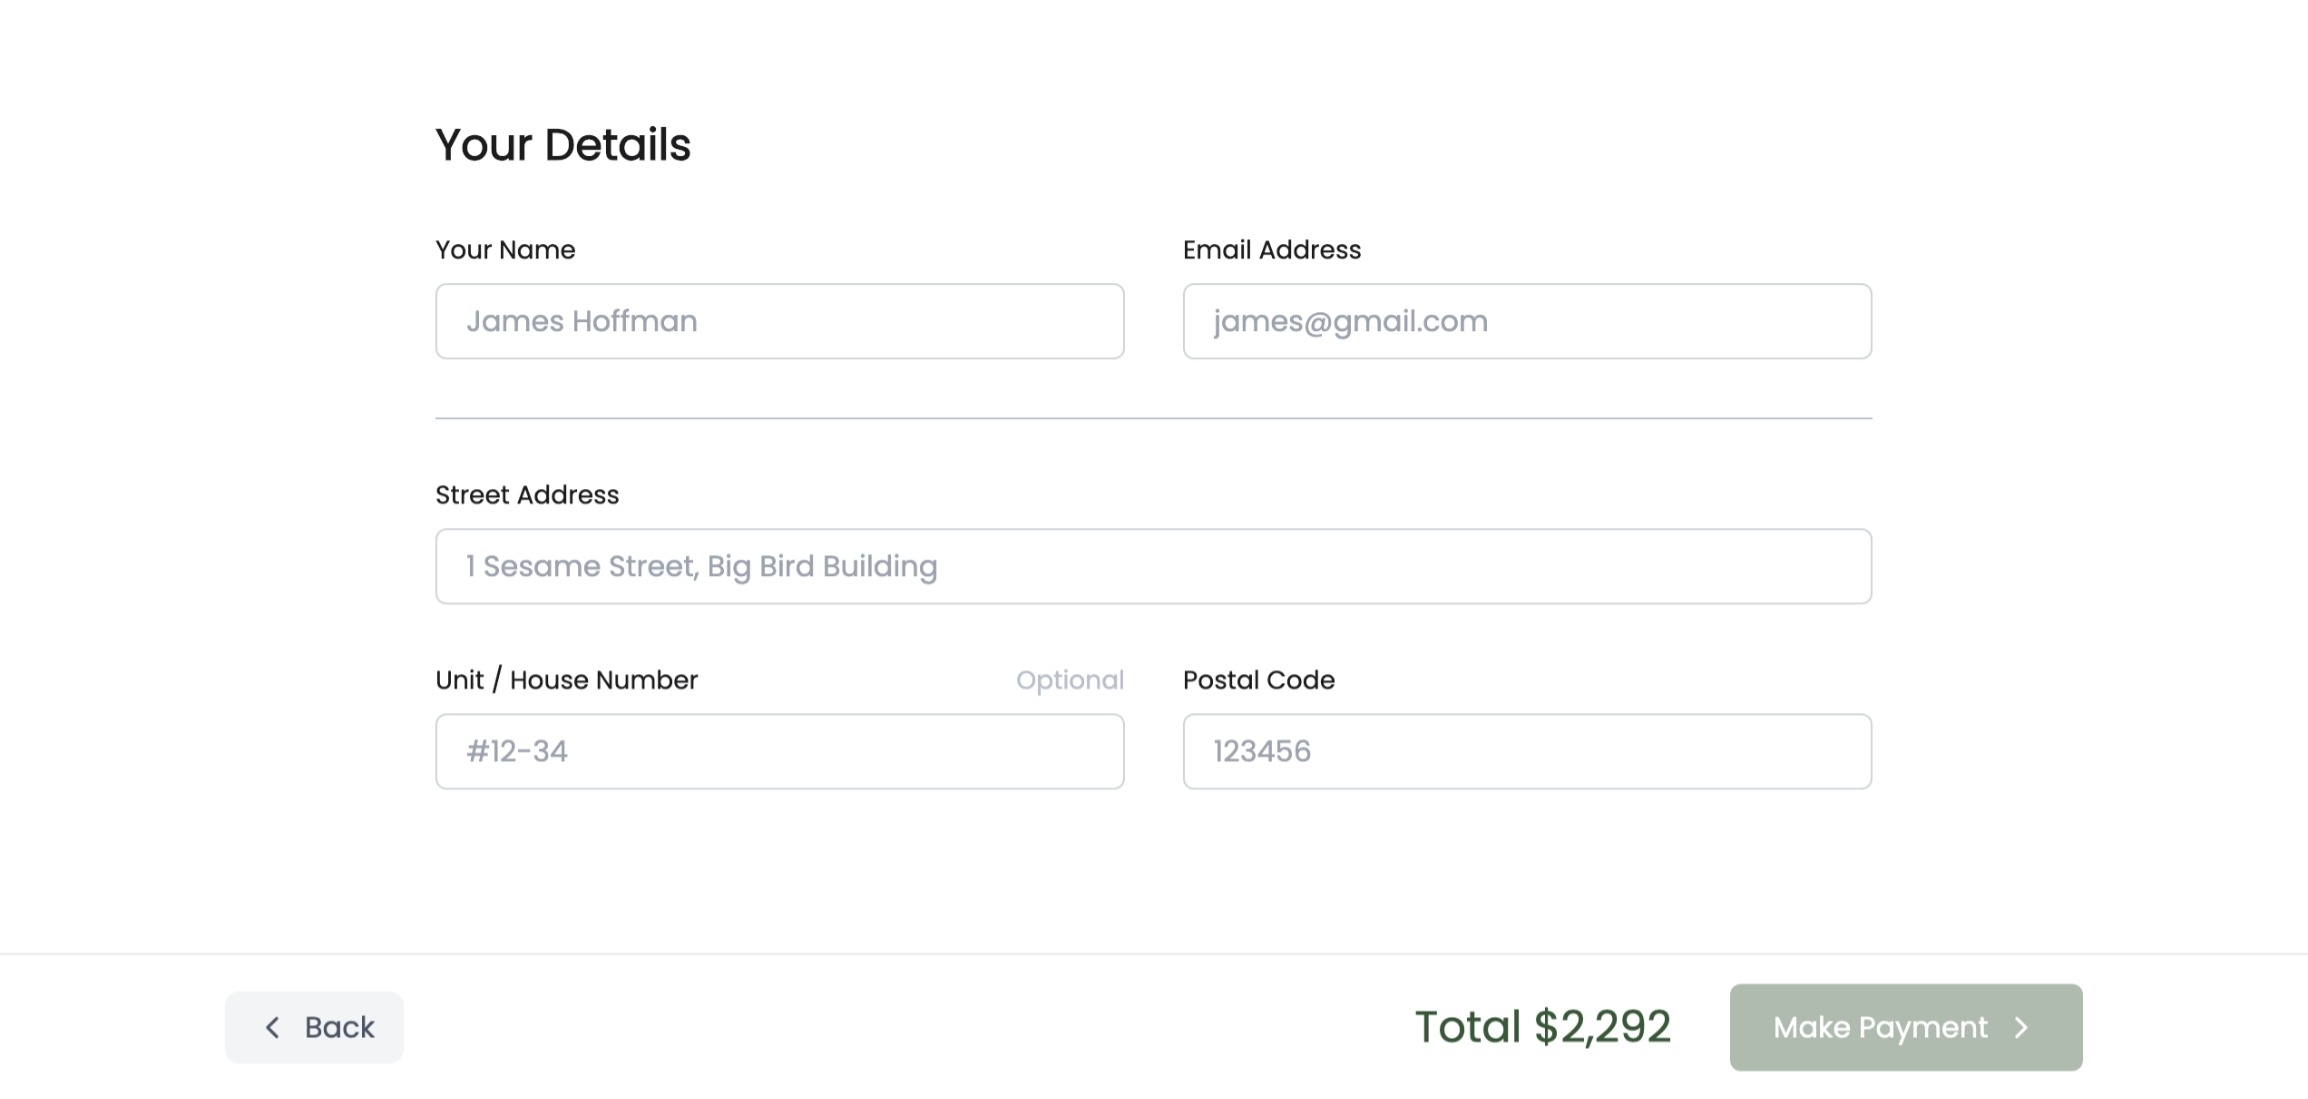 Your Details
Your Name
Email Address
James Hoffman
james@gmail.com
Street Address
1 Sesame Street, Big Bird Building
Unit / House Number
Optional
Postal Code
#12-34
123456
Back
Total $2,292
Make Payment